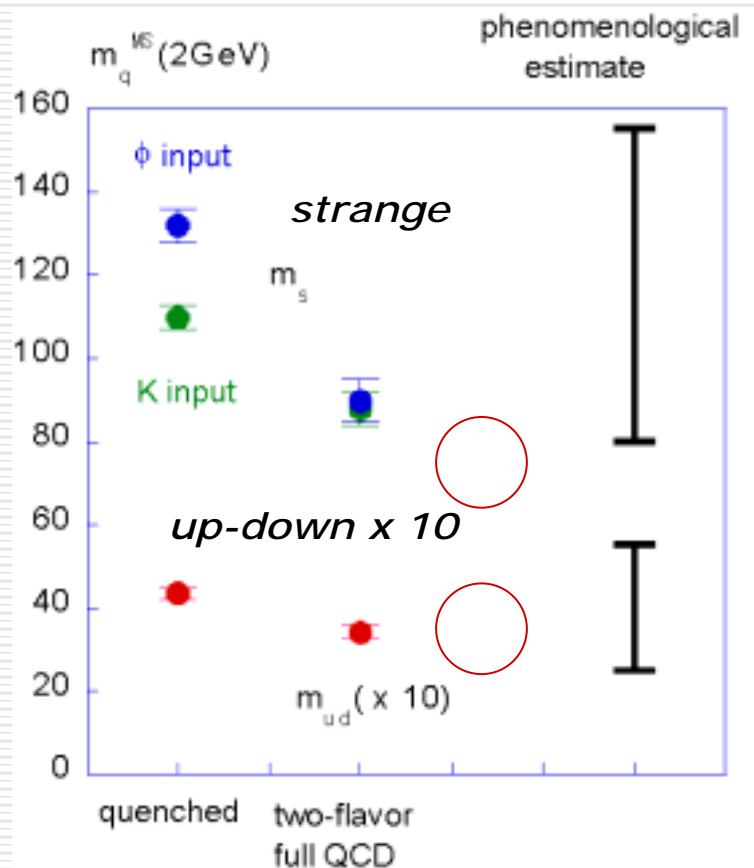 m_q^MS (2GeV)
phenomenological
estimate
160
ϕ input
140
strange
120
m_s
100
K input
80
60
up-down x 10
40
20
m_ud ( x 10)
0
quenched
two-flavor
full QCD